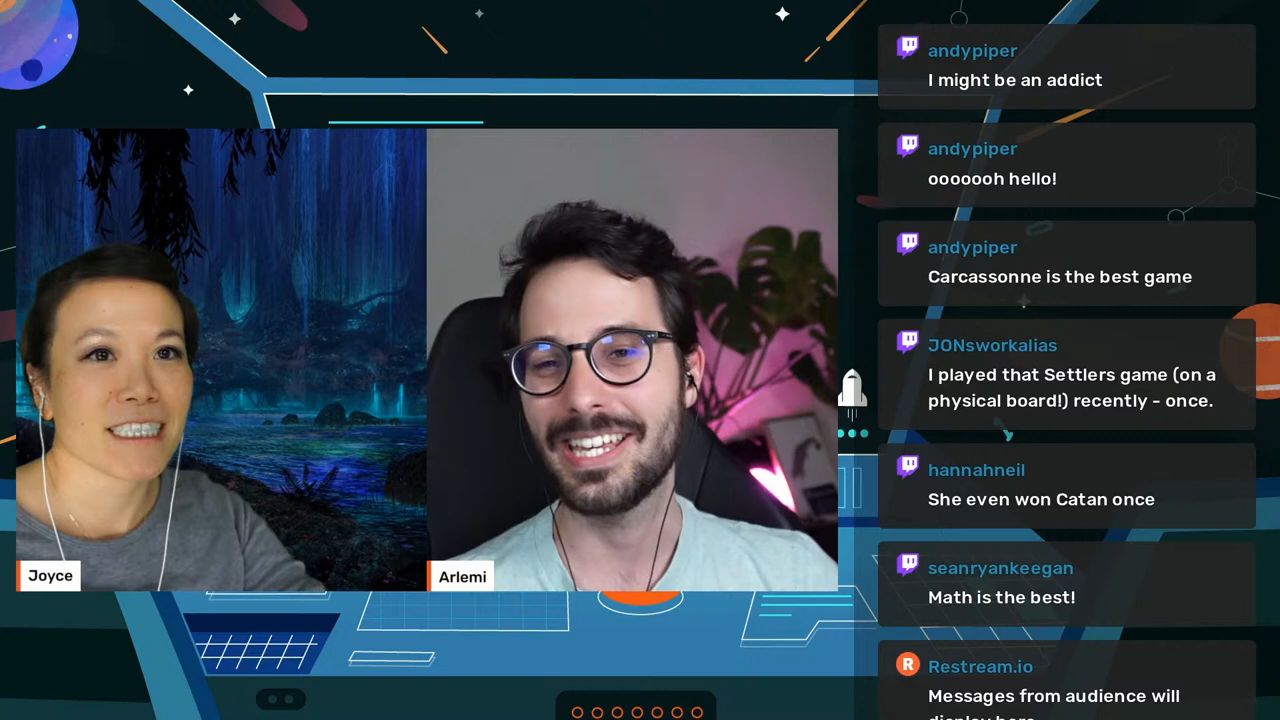 Joyce
Arlemi
andypiper
I might be an addict
andypiper
ooooooh hello!
andypiper
Carcassonne is the best game
JONsworkalias
I played that Settlers game (on a
physical board!) recently - once.
hannahneil
She even won Catan once
seanryankeegan
Math is the best!
R Restream.io
Messages from audience will
display here